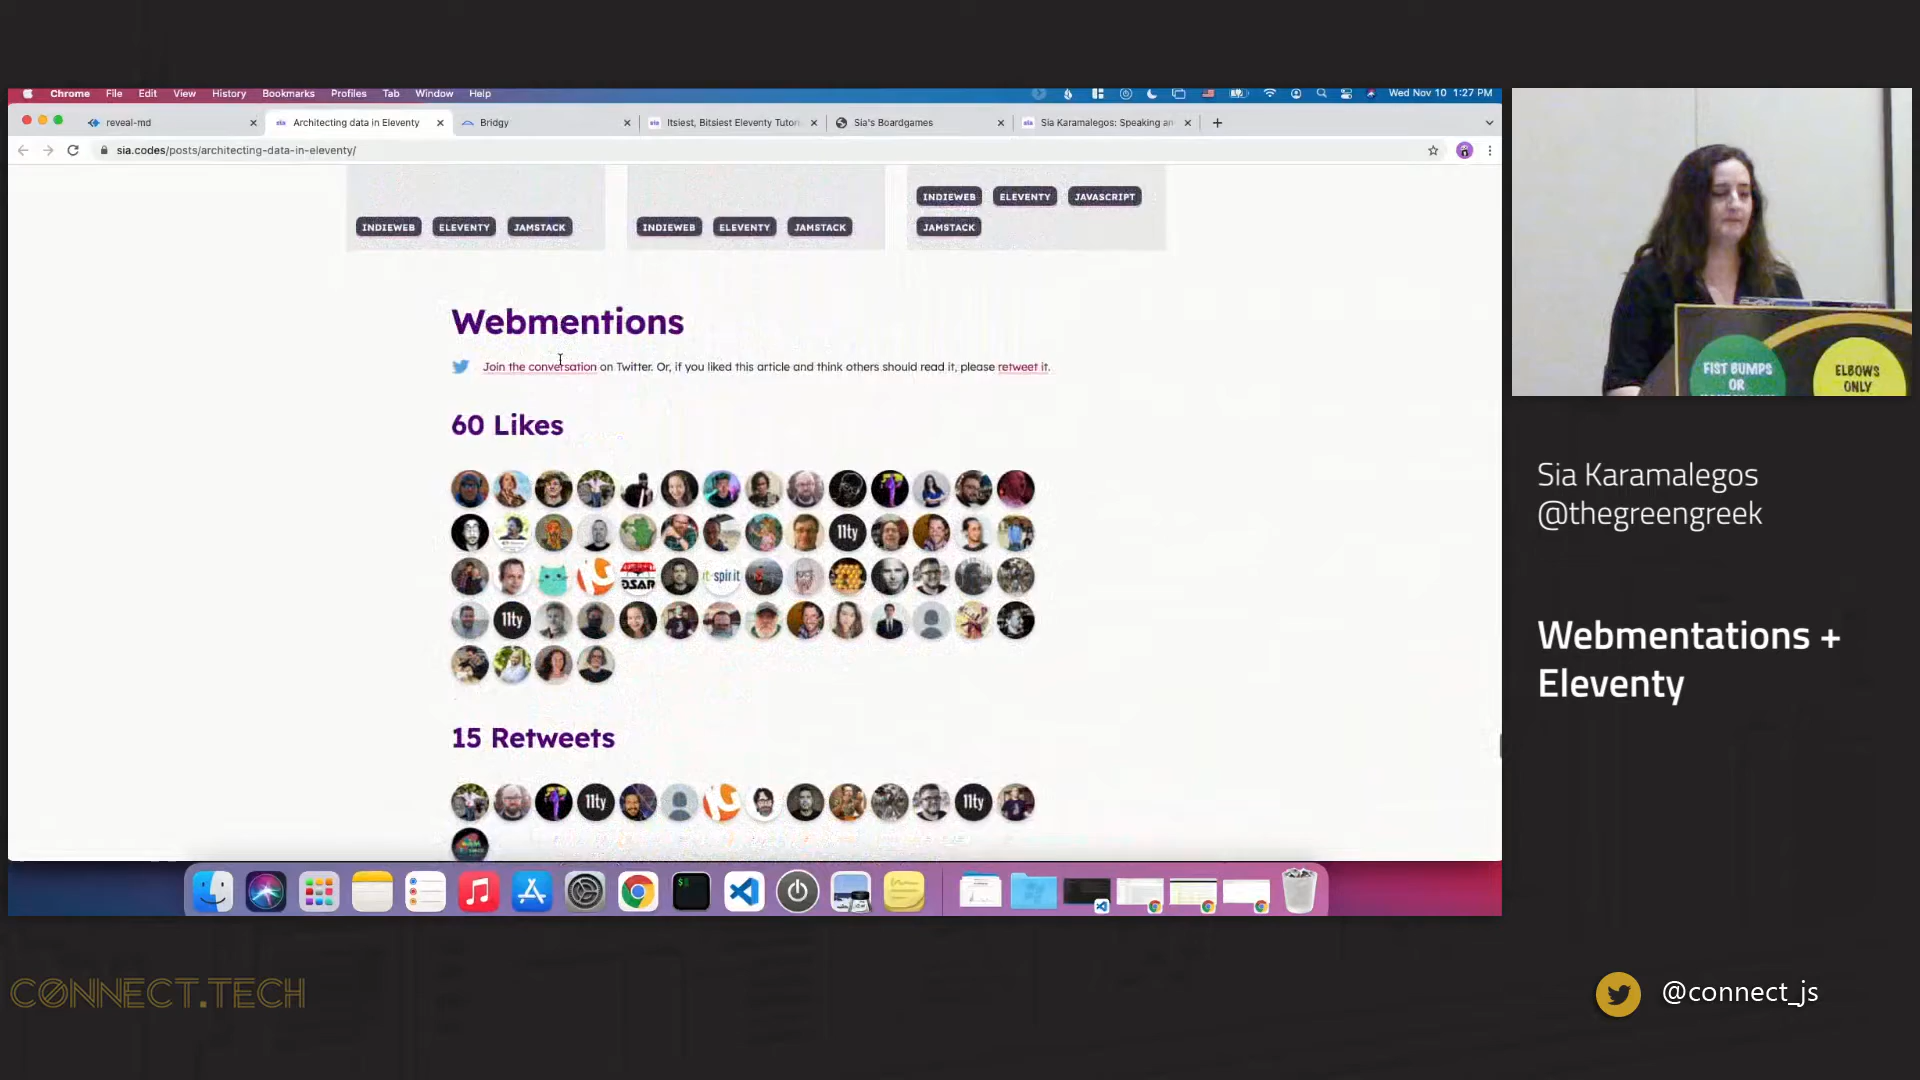 Chrome File Edit View History Bookmarks Profiles Tab Window Help
Wed Nov 10 1:27 PM
reveal-md
Architecting data in Eleventy
Bridgy
Itsiest, Bitsiest Eleventy Tutori
Sia's Boardgames
Sia Karamalegos: Speaking an
sia.codes/posts/architecting-data-in-eleventy/
INDIEWEB ELEVENTY JAMSTACK
INDIEWEB ELEVENTY JAMSTACK
INDIEWEB ELEVENTY JAVASCRIPT
JAMSTACK
Webmentions
Join the conversation on Twitter. Or, if you liked this article and think others should read it, please retweet it.
60 Likes
11ty
OSAR
it-spirit
11ty
15 Retweets
11ty
11ty
FIST BUMPS
OR
ELBOWS
ONLY
Sia Karamalegos
@thegreengreek
Webmentations +
Eleventy
CONNECT.TECH
@connect_js